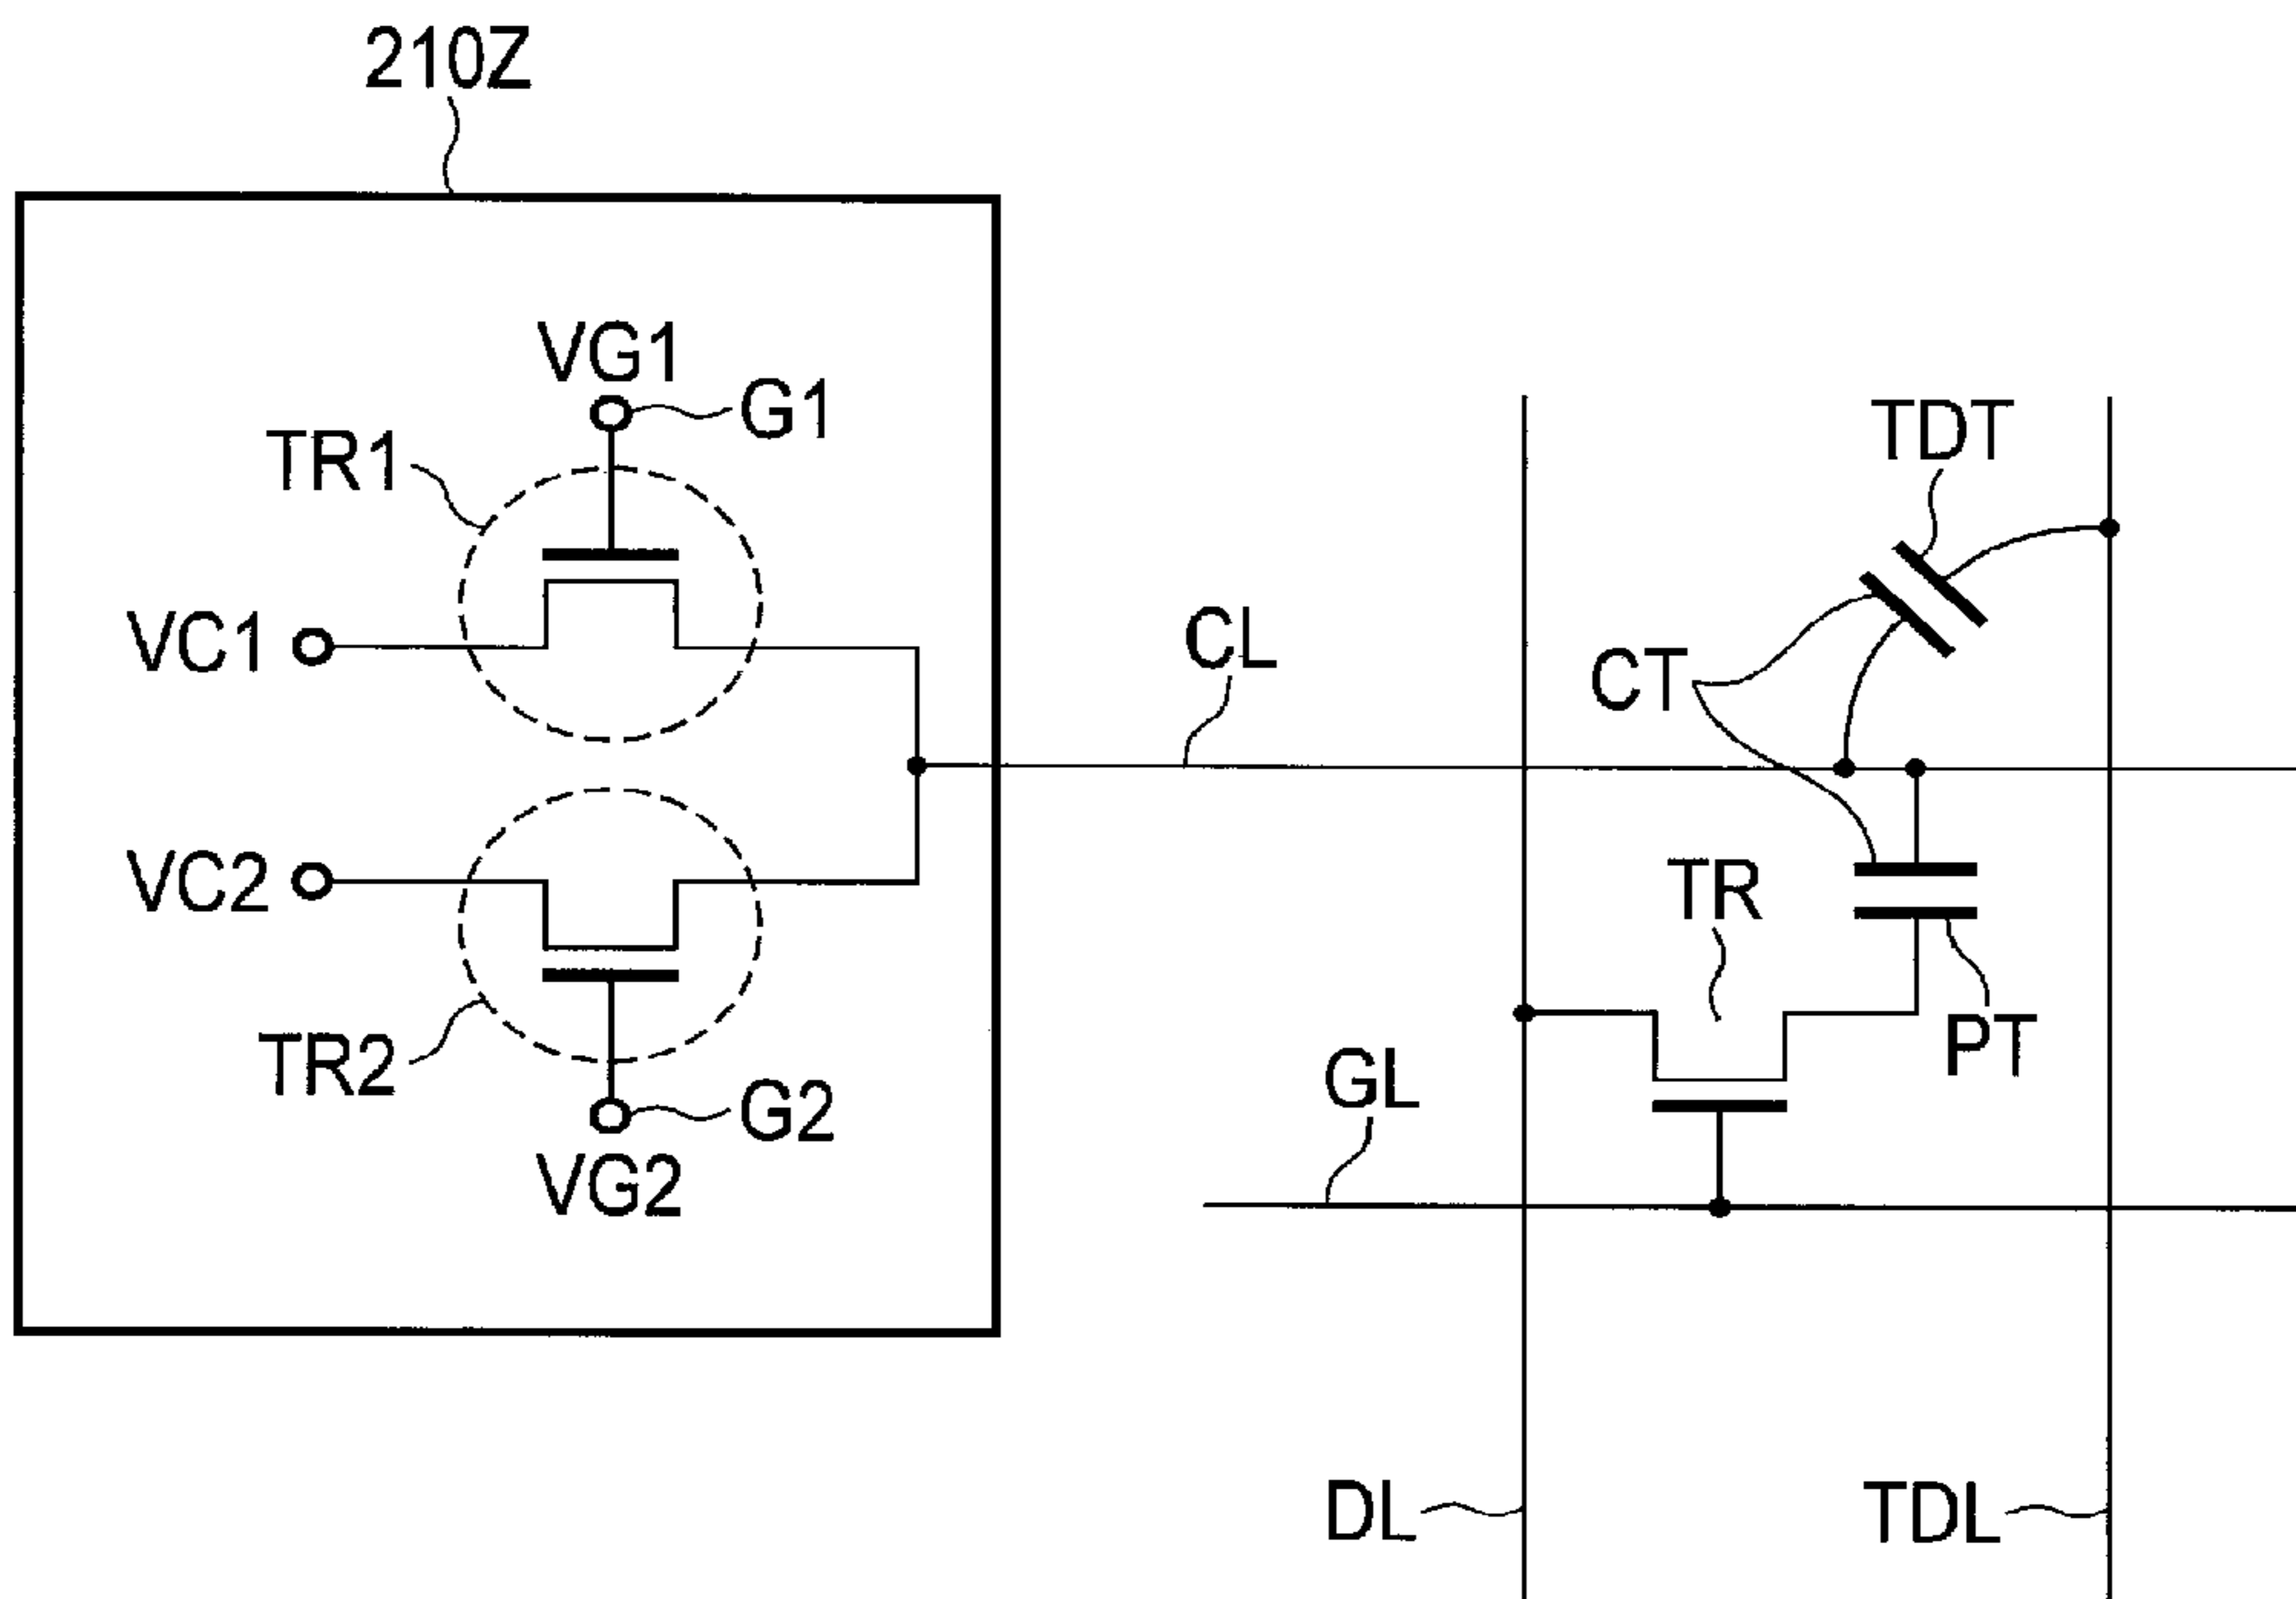 210Z
VG1
G1
TR1
VC1
VC2
TR2
G2
VG2
CL
TDT
CT
TR
PT
GL
DL
TDL